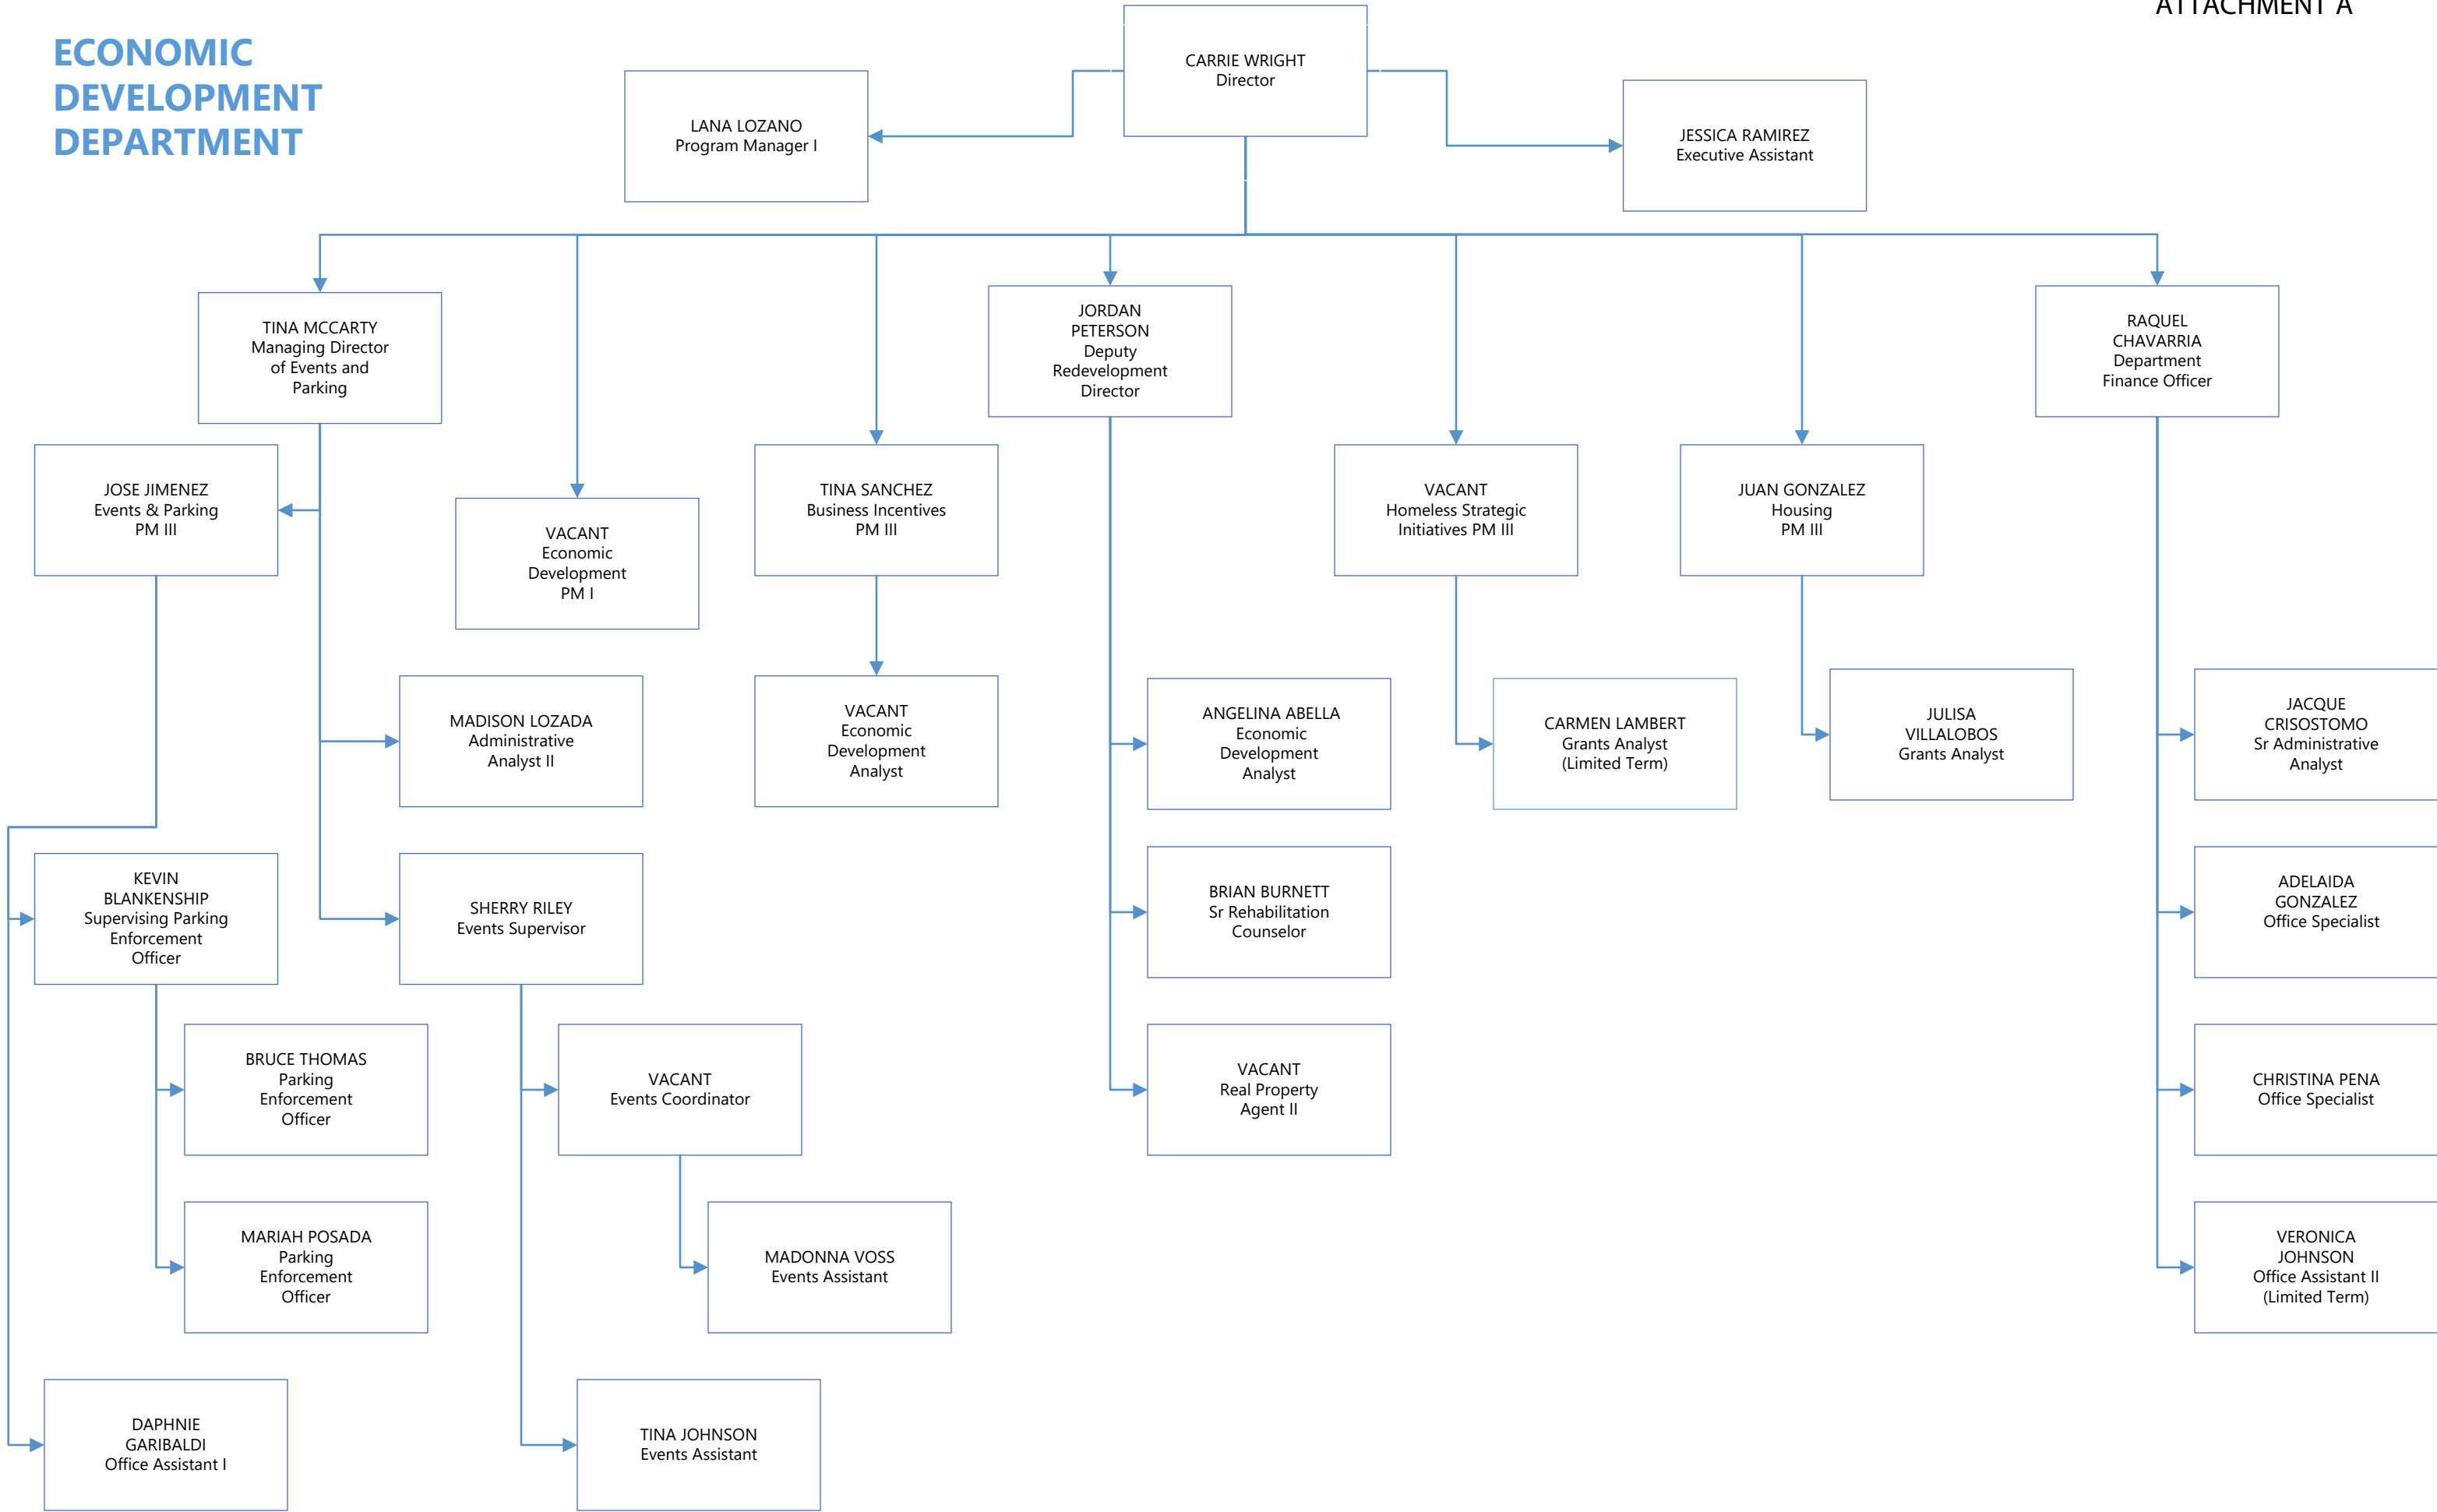 ATTACHMENT A
ECONOMIC
DEVELOPMENT
DEPARTMENT
CARRIE WRIGHT
Director
LANA LOZANO
Program Manager I
JESSICA RAMIREZ
Executive Assistant
TINA MCCARTY
Managing Director
of Events and
Parking
JORDAN
PETERSON
Deputy
Redevelopment
Director
RAQUEL
CHAVARRIA
Department
Finance Officer
JOSE JIMENEZ
Events & Parking
PM III
VACANT
Economic
Development
PM I
TINA SANCHEZ
Business Incentives
PM III
VACANT
Homeless Strategic
Initiatives PM III
JUAN GONZALEZ
Housing
PM III
MADISON LOZADA
Administrative
Analyst II
VACANT
Economic
Development
Analyst
ANGELINA ABELLA
Economic
Development
Analyst
CARMEN LAMBERT
Grants Analyst
(Limited Term)
JULISA
VILLALOBOS
Grants Analyst
JACQUE
CRISOSTOMO
Sr Administrative
Analyst
KEVIN
BLANKENSHIP
Supervising Parking
Enforcement
Officer
SHERRY RILEY
Events Supervisor
BRIAN BURNETT
Sr Rehabilitation
Counselor
ADELAIDA
GONZALEZ
Office Specialist
BRUCE THOMAS
Parking
Enforcement
Officer
VACANT
Events Coordinator
VACANT
Real Property
Agent II
CHRISTINA PENA
Office Specialist
MARIAH POSADA
Parking
Enforcement
Officer
MADONNA VOSS
Events Assistant
VERONICA
JOHNSON
Office Assistant II
(Limited Term)
DAPHNIE
GARIBALDI
Office Assistant I
TINA JOHNSON
Events Assistant